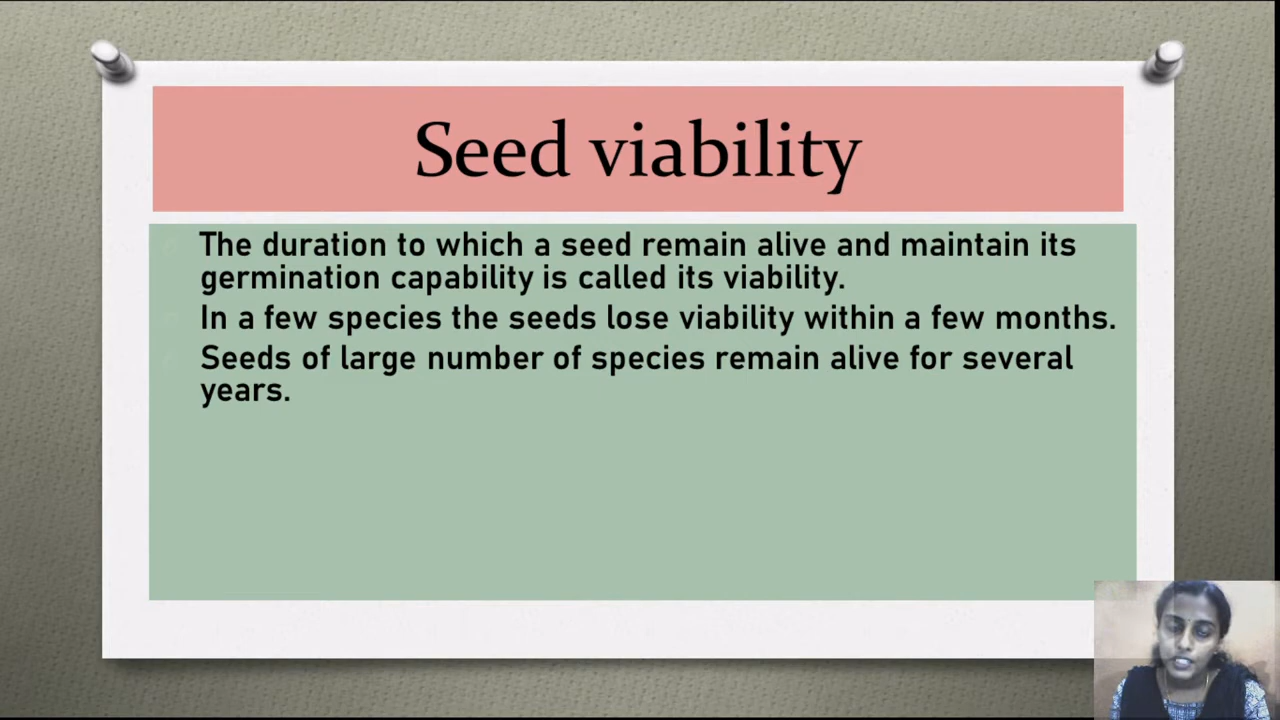 Seed viability
The duration to which a seed remain alive and maintain its
germination capability is called its viability.
In a few species the seeds lose viability within a few months.
Seeds of large number of species remain alive for several
years.